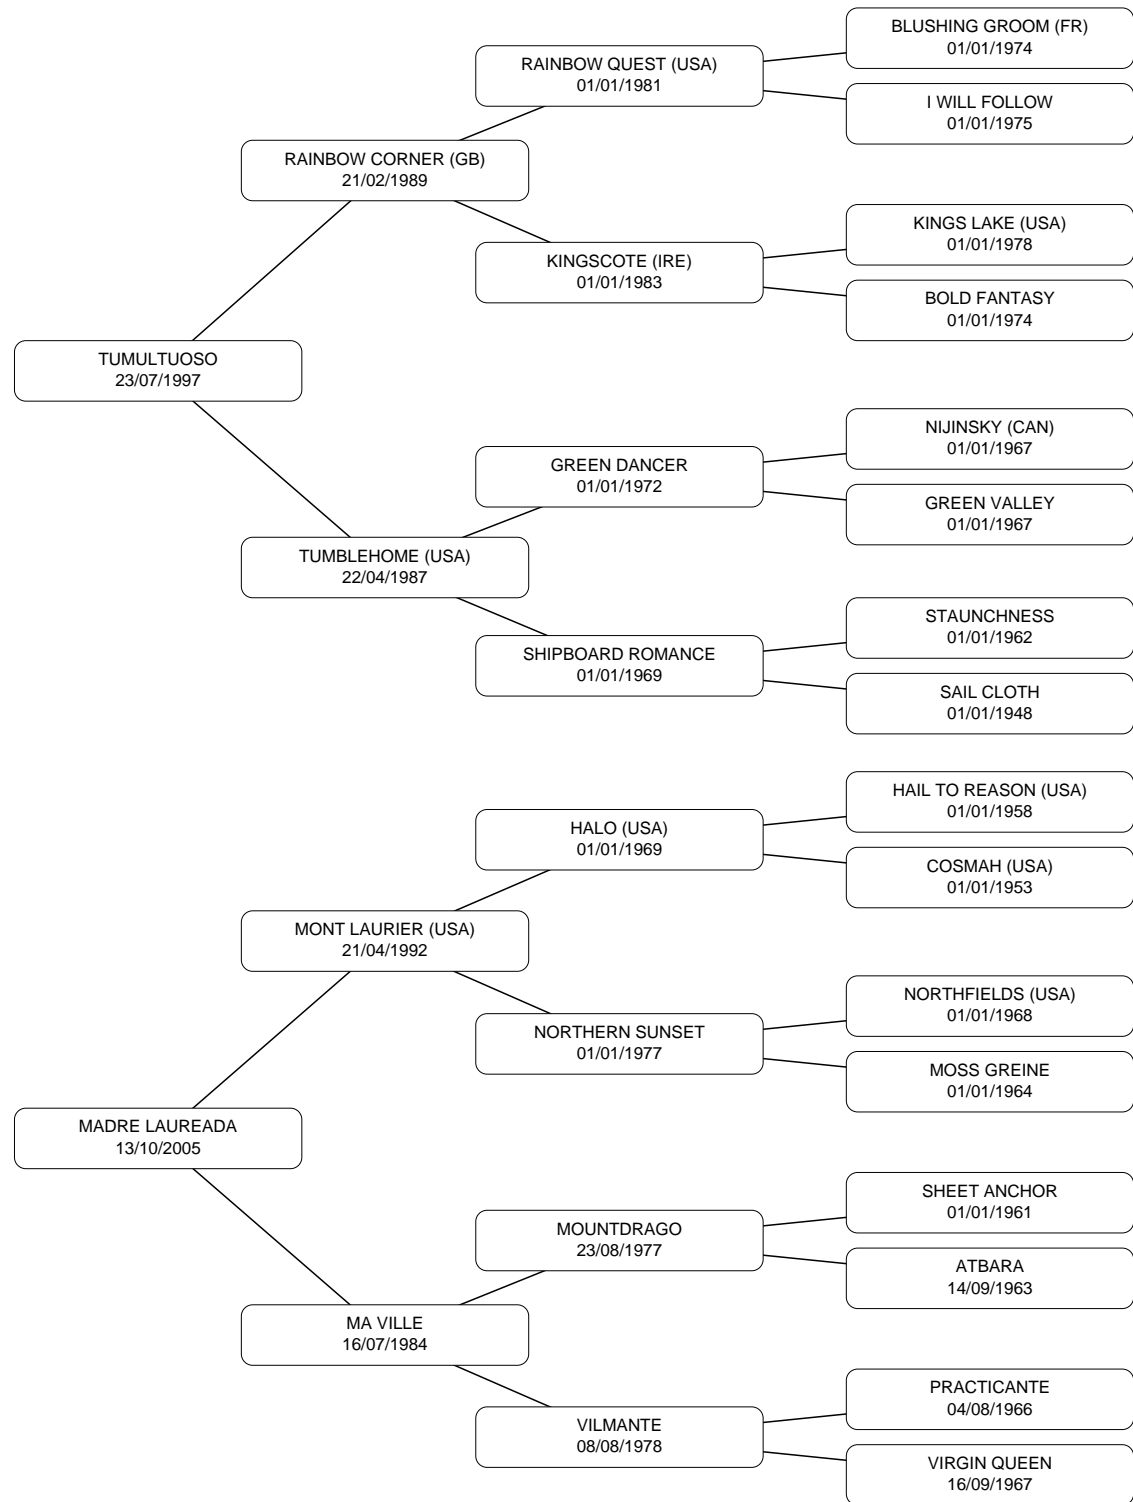 BLUSHING GROOM (FR)
01/01/1974
RAINBOW QUEST (USA)
01/01/1981
I WILL FOLLOW
01/01/1975
RAINBOW CORNER (GB)
21/02/1989
KINGS LAKE (USA)
01/01/1978
KINGSCOTE (IRE)
01/01/1983
BOLD FANTASY
01/01/1974
TUMULTUOSO
23/07/1997
NIJINSKY (CAN)
01/01/1967
GREEN DANCER
01/01/1972
GREEN VALLEY
01/01/1967
TUMBLEHOME (USA)
22/04/1987
STAUNCHNESS
01/01/1962
SHIPBOARD ROMANCE
01/01/1969
SAIL CLOTH
01/01/1948
HAIL TO REASON (USA)
01/01/1958
HALO (USA)
01/01/1969
COSMAH (USA)
01/01/1953
MONT LAURIER (USA)
21/04/1992
NORTHFIELDS (USA)
01/01/1968
NORTHERN SUNSET
01/01/1977
MOSS GREINE
01/01/1964
MADRE LAUREADA
13/10/2005
SHEET ANCHOR
01/01/1961
MOUNTDRAGO
23/08/1977
ATBARA
14/09/1963
MA VILLE
16/07/1984
PRACTICANTE
04/08/1966
VILMANTE
08/08/1978
VIRGIN QUEEN
16/09/1967